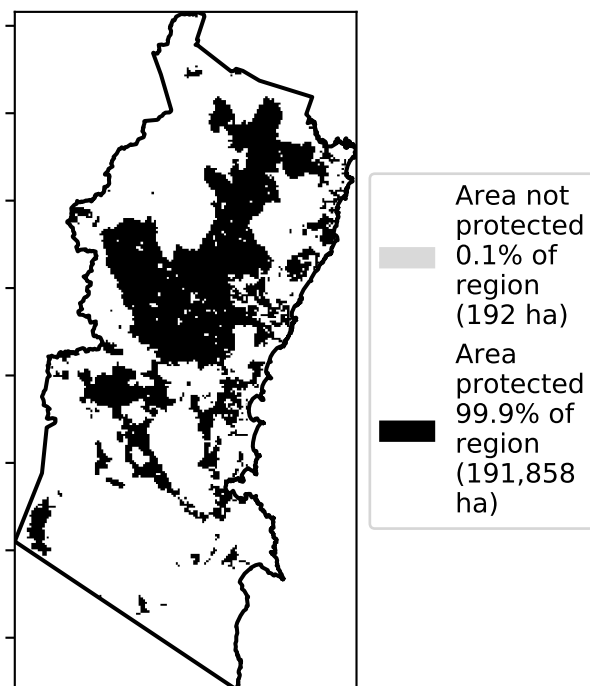 Area not
protected
0.1% of
region
(192 ha)
Area
protected
99.9% of
region
(191,858
ha)